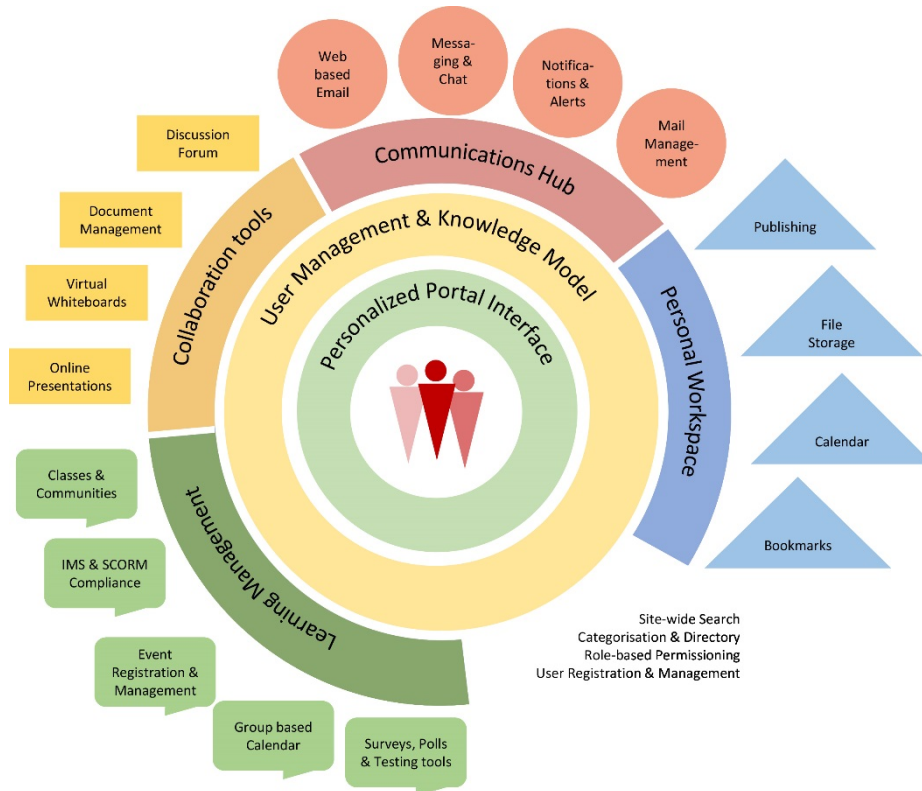 Web
based
Email
Messa-
ging &
Chat
Notifica-
tions &
Alerts
Mail
Manage-
ment
Discussion
Forum
Document
Management
Virtual
Whiteboards
Online
Presentations
Communications Hub
Collaboration tools
User Management & Knowledge Model
Personalized Portal Interface
Personal Workspace
Learning Management
Publishing
File
Storage
Calendar
Bookmarks
Classes &
Communities
IMS & SCORM
Compliance
Event
Registration &
Management
Group based
Calendar
Surveys, Polls
& Testing tools
Site-wide Search
Categorisation & Directory
Role-based Permissioning
User Registration & Management